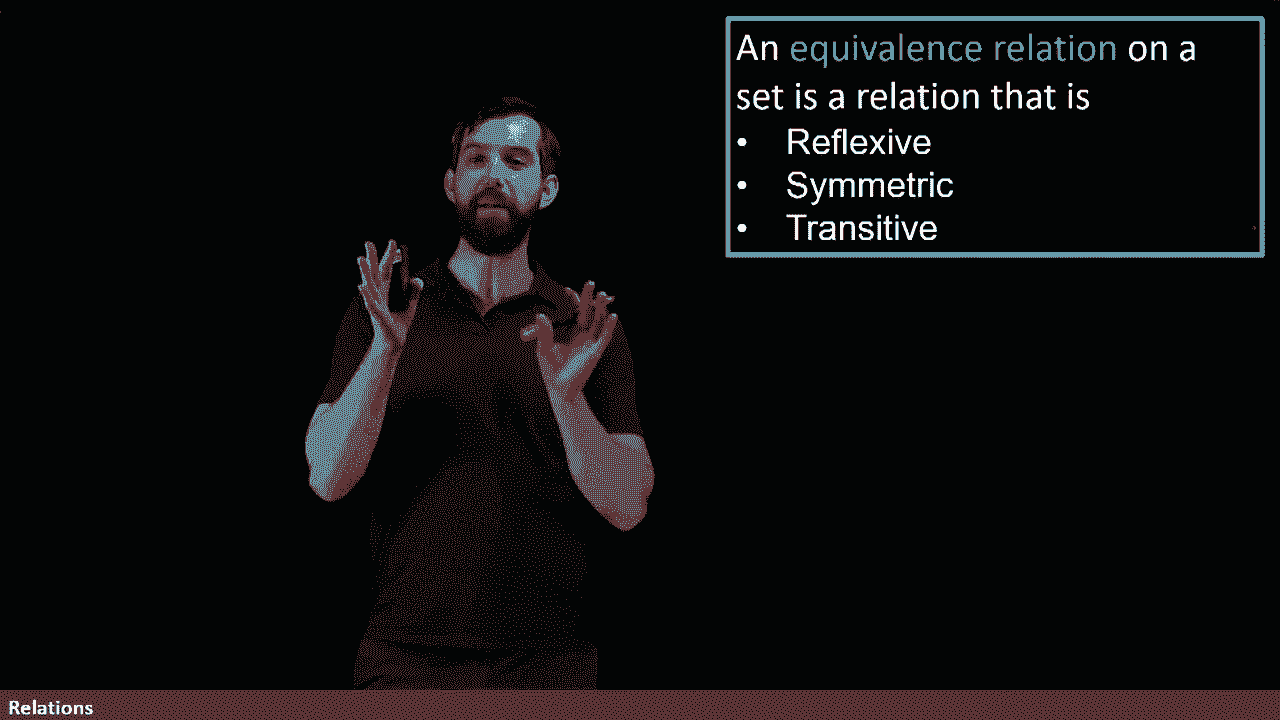 An equivalence relation on a
set is a relation that is
• Reflexive
• Symmetric
• Transitive
Relations